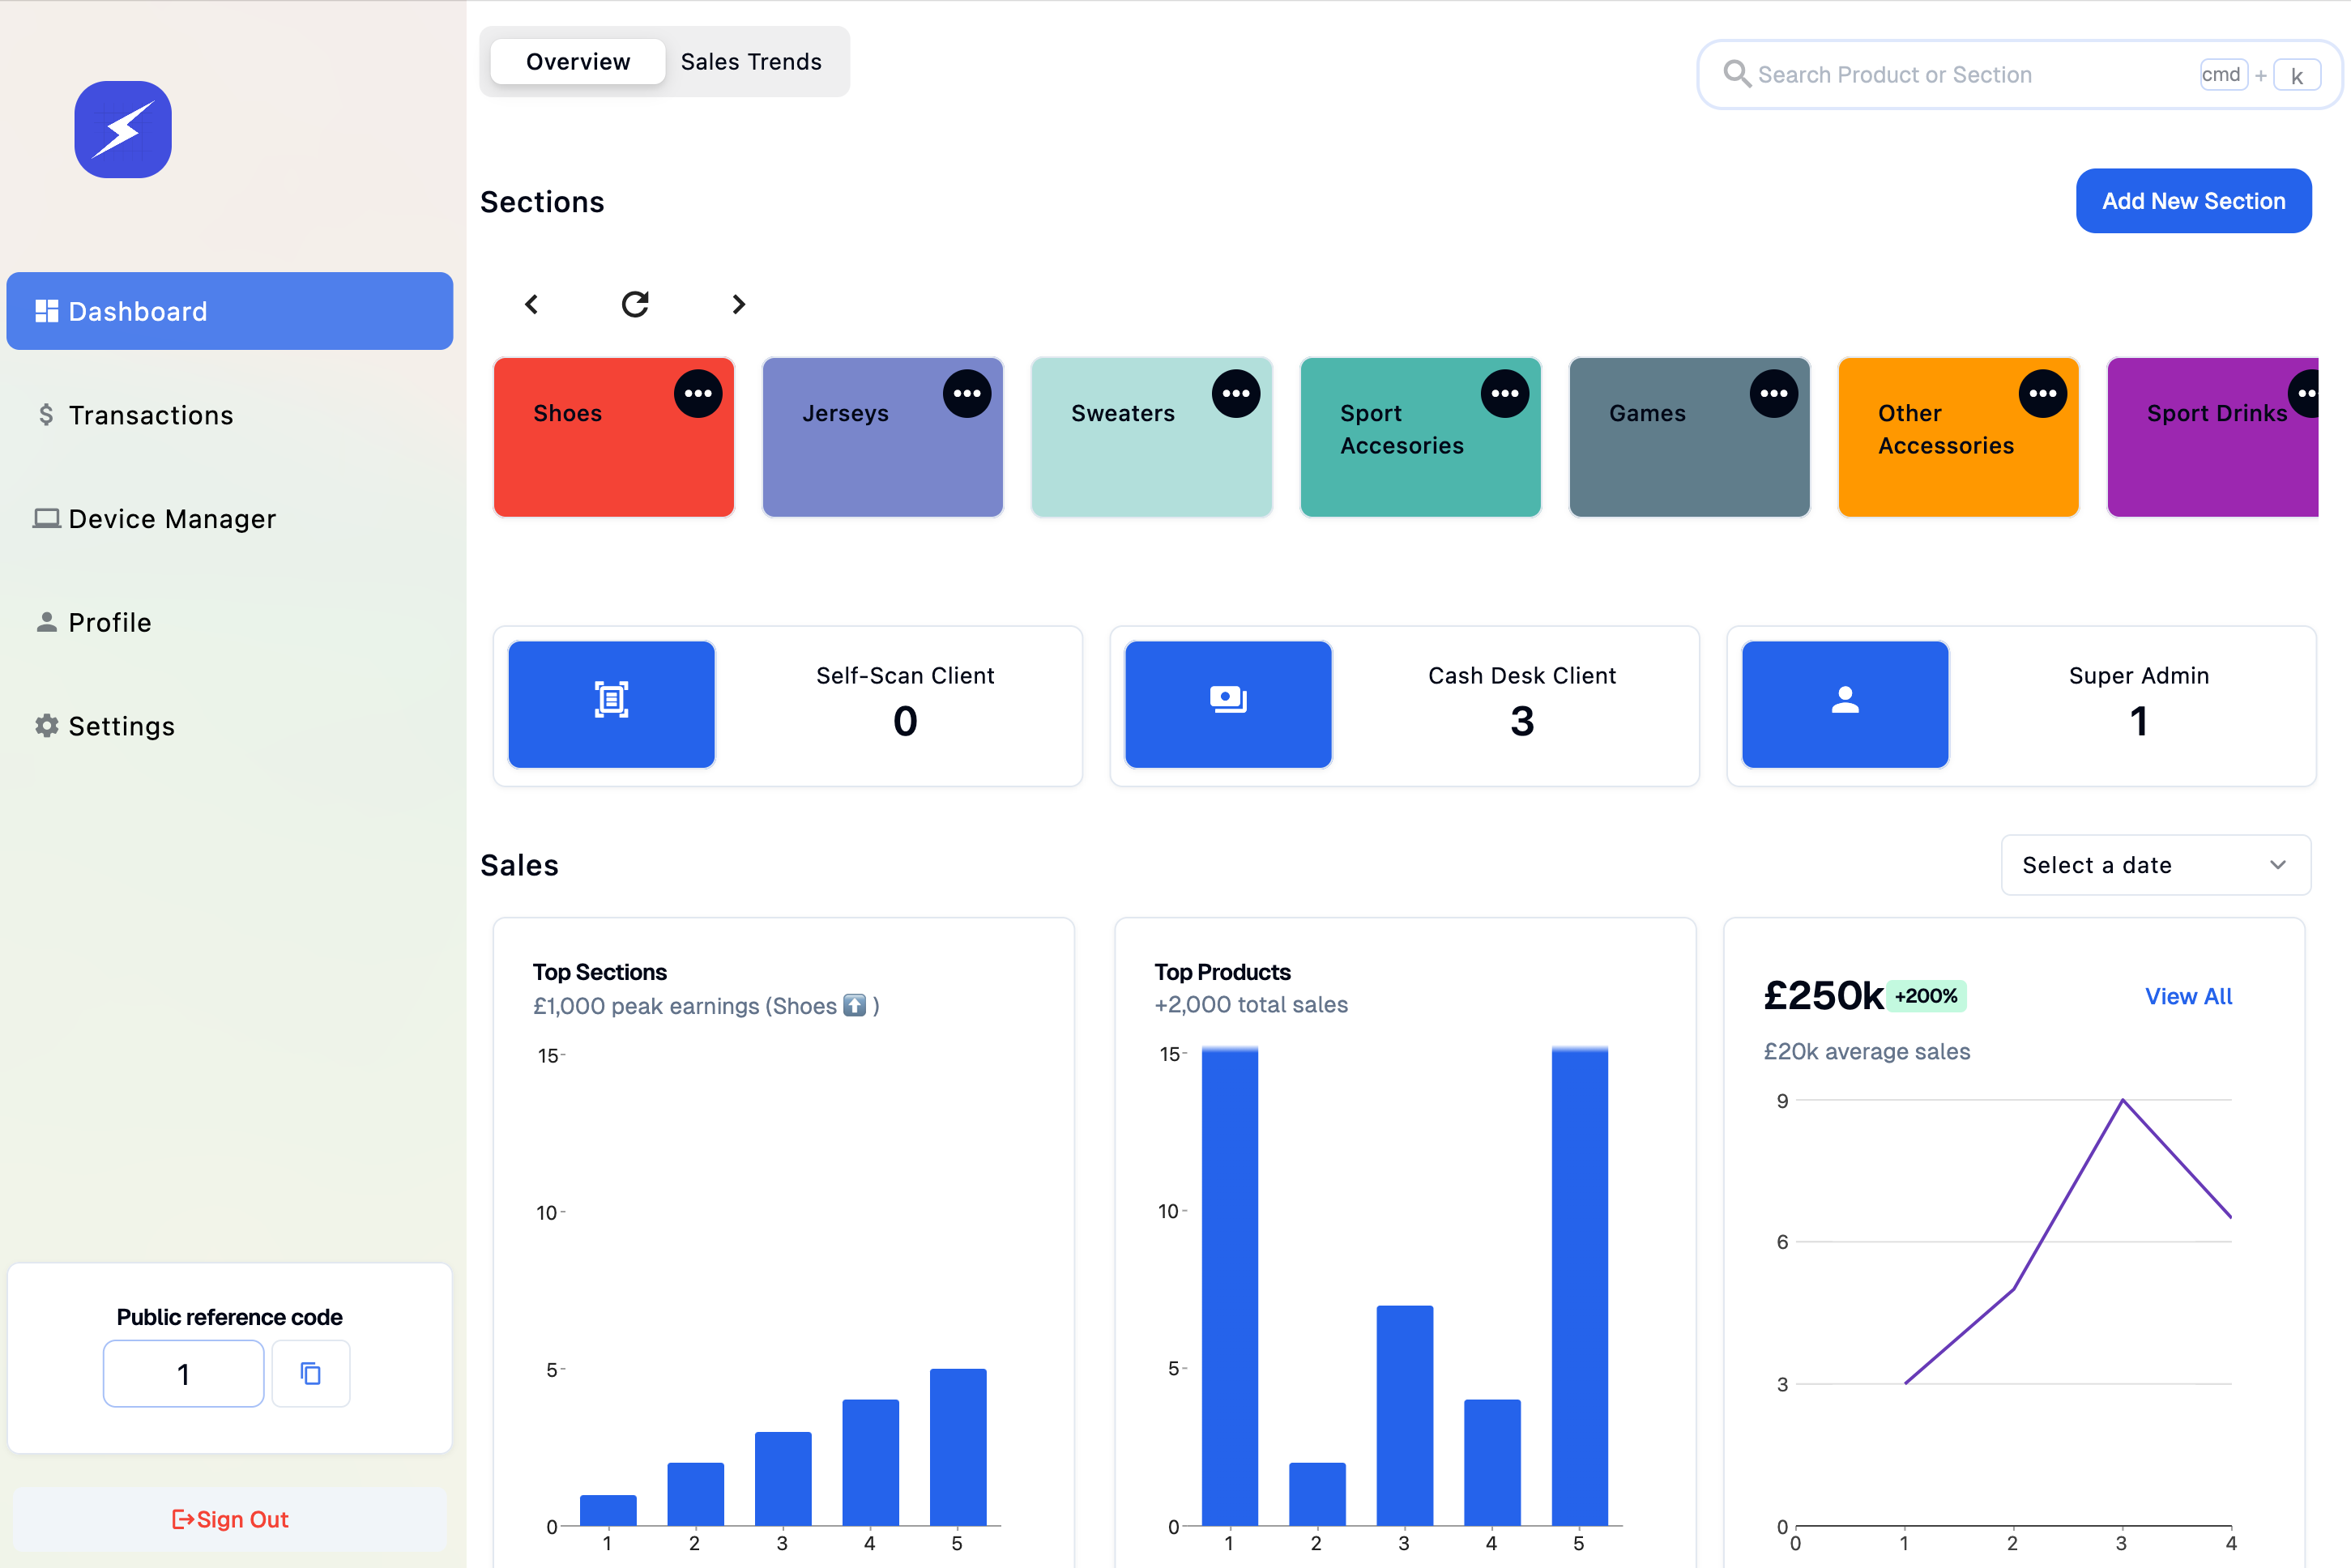 Overview
Sales Trends
Search Product or Section
cmd + k
Sections
Add New Section
Dashboard
Transactions
Device Manager
Profile
Settings
Shoes
Jerseys
Sweaters
Sport
Accesories
Games
Other
Accessories
Sport Drinks
Self-Scan Client
0
Cash Desk Client
3
Super Admin
1
Sales
Select a date
Top Sections
£1,000 peak earnings (Shoes ⬆️ )
15
10
5
0
1 2 3 4 5
Top Products
+2,000 total sales
15
10
5
0
1 2 3 4 5
£250k +200%
View All
£20k average sales
9
6
3
0
0 1 2 3 4
Public reference code
1
Sign Out